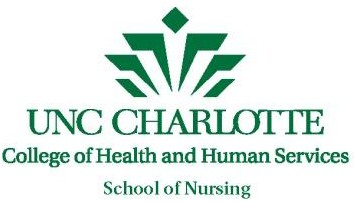 UNC CHARLOTTE
College of Health and Human Services
School of Nursing